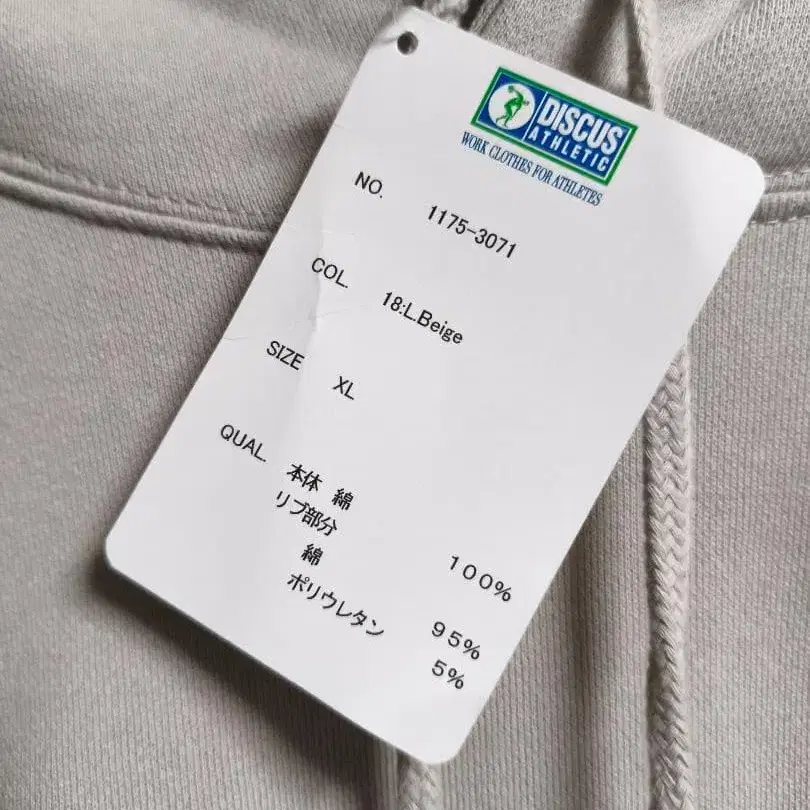 DISCUS
ATHLETIC
WORK CLOTHES FOR ATHLETES
NO. 1175-3071
COL. 18:L.Beige
SIZE XL
QUAL. 本体 綿 100%
リブ部分
綿 95%
ポリウレタン 5%